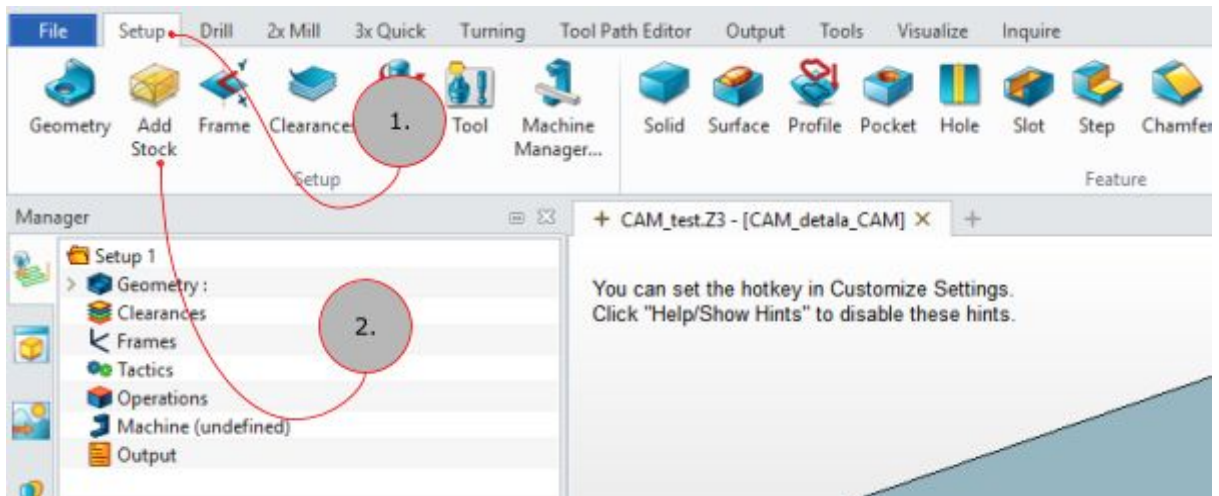 File Setup Drill 2x Mill 3x Quick Turning Tool Path Editor Output Tools Visualize Inquire
Geometry Add Stock Frame Clearances 1. Tool Machine Manager... Solid Surface Profile Pocket Hole Slot Step Chamfer
Setup Featu
Manager CAM_test.Z3 - [CAM_detala_CAM]
Setup 1
Geometry :
Clearances
Frames
Tactics
Operations
Machine (undefined)
Output
2.
You can set the hotkey in Customize Settings.
Click "Help/Show Hints" to disable these hints.